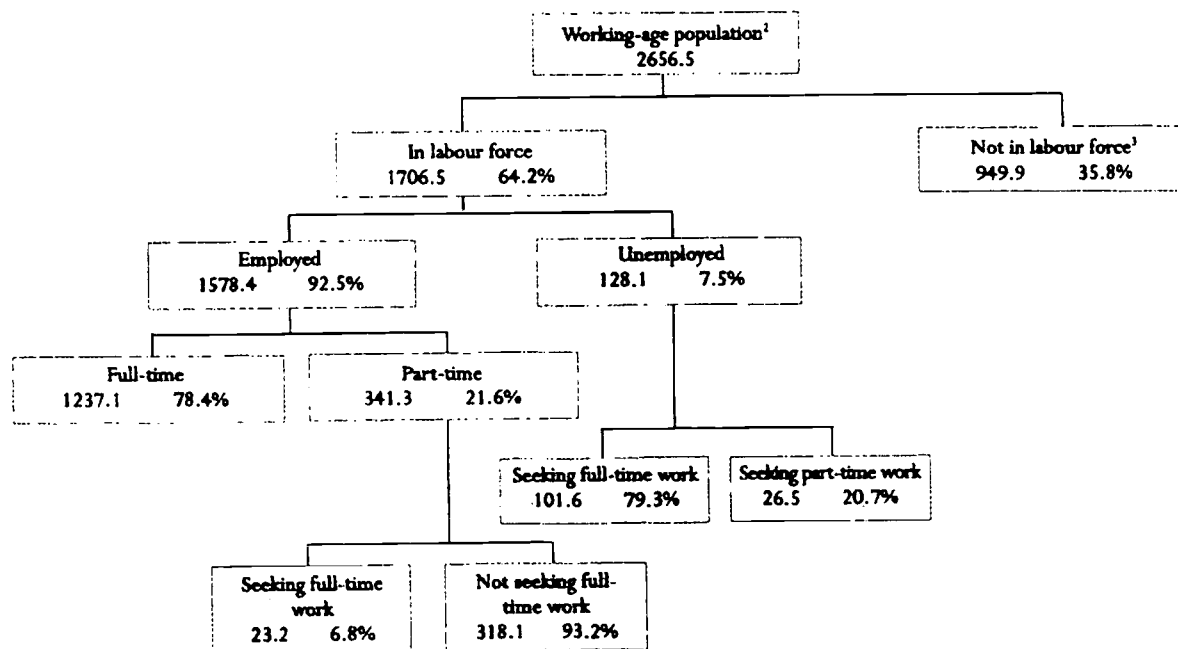 Working-age population²
2656.5
In labour force
1706.5 64.2%
Not in labour force³
949.9 35.8%
Employed
1578.4 92.5%
Unemployed
128.1 7.5%
Full-time
1237.1 78.4%
Part-time
341.3 21.6%
Seeking full-time work
101.6 79.3%
Seeking part-time work
26.5 20.7%
Seeking full-time
work
23.2 6.8%
Not seeking full-
time work
318.1 93.2%